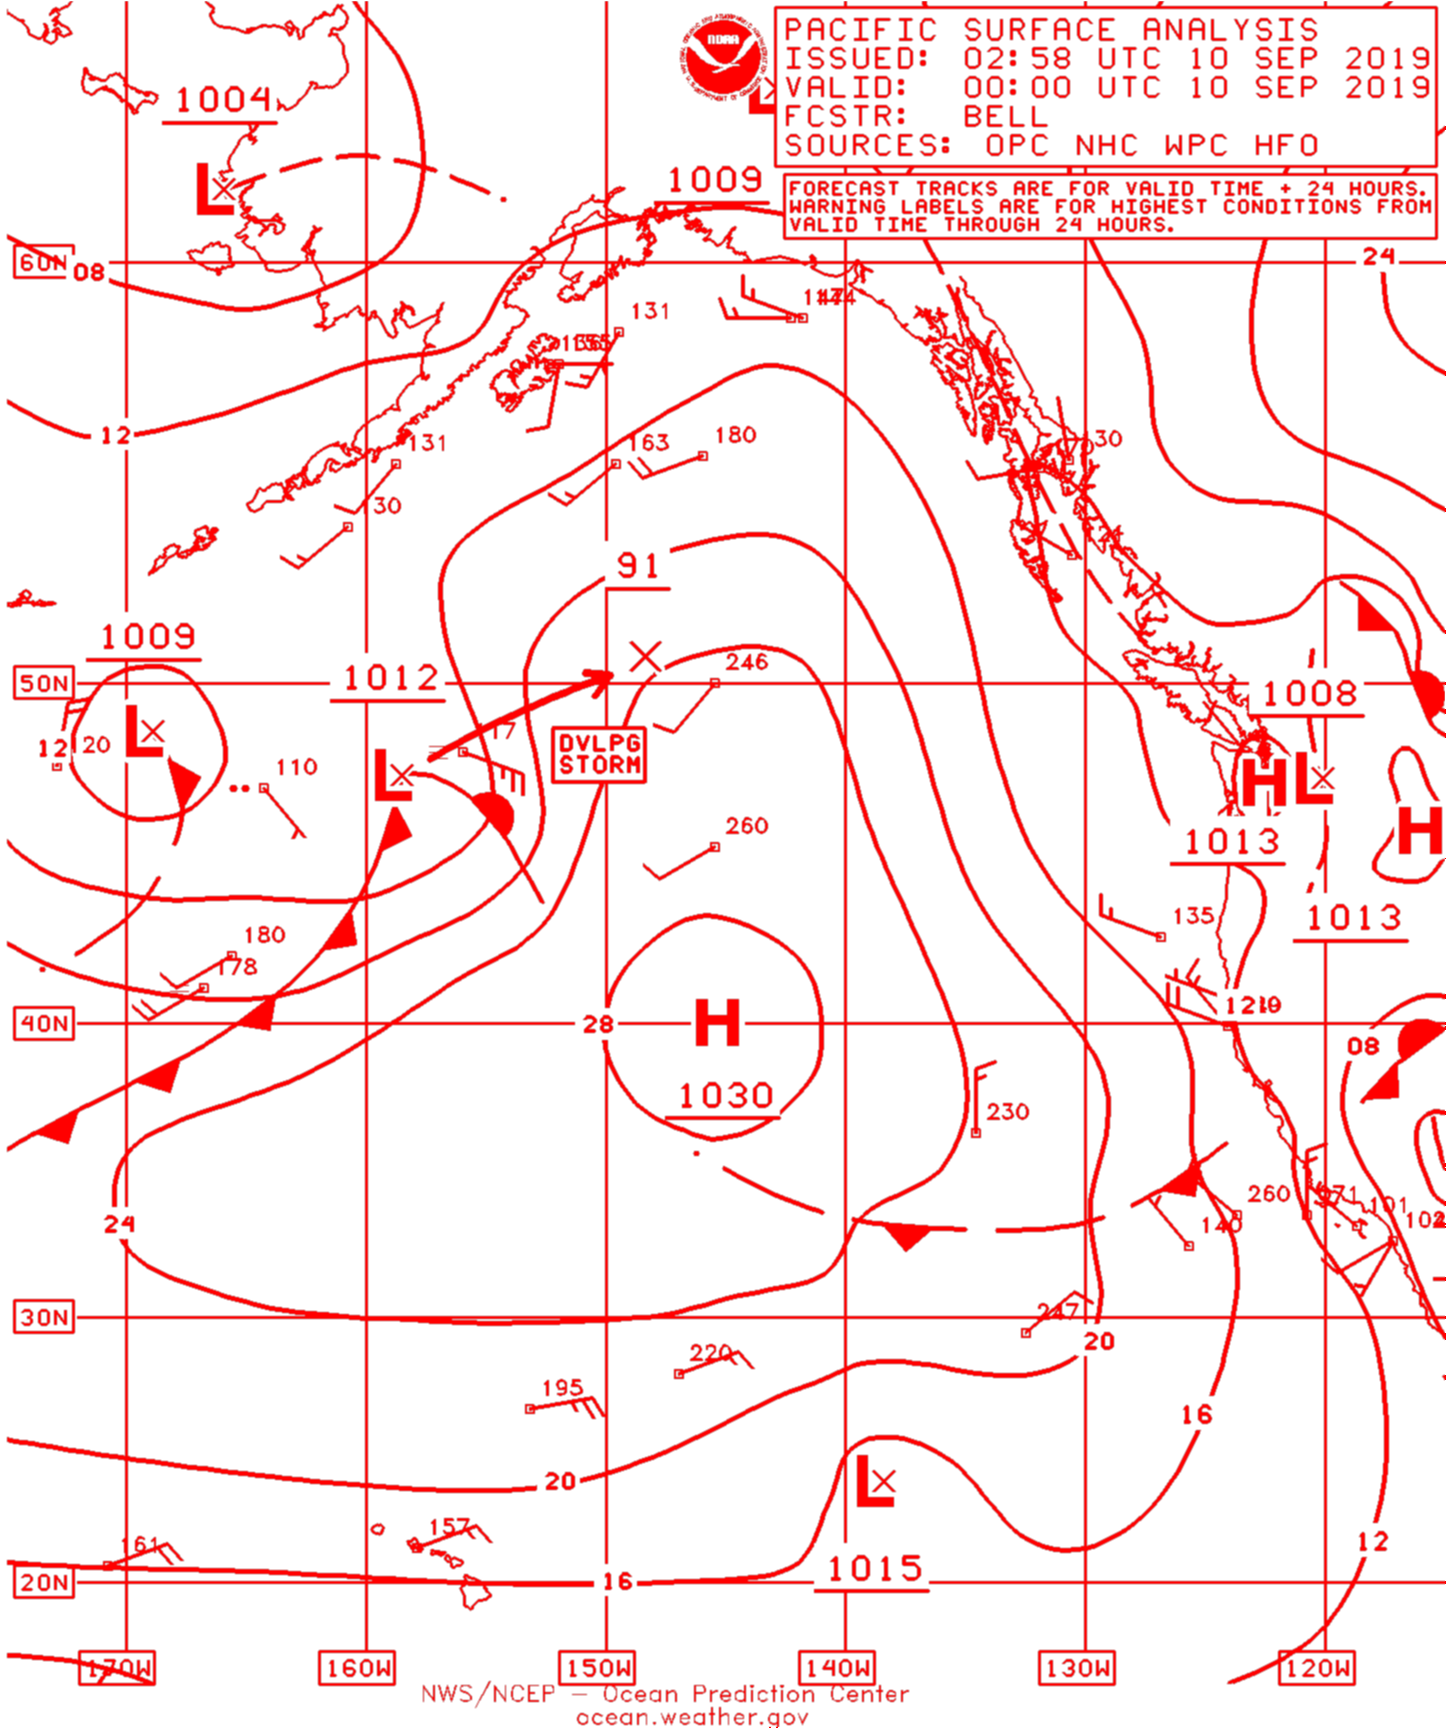 PACIFIC SURFACE ANALYSIS
ISSUED: 02:58 UTC 10 SEP 2019
VALID: 00:00 UTC 10 SEP 2019
FCSTR: BELL
SOURCES: OPC NHC WPC HFO
NOAA
L
1004
L
1009
FORECAST TRACKS ARE FOR VALID TIME + 24 HOURS.
WARNING LABELS ARE FOR HIGHEST CONDITIONS FROM
VALID TIME THROUGH 24 HOURS.
60N
08
24
131
12
131
163
180
30
30
91
1009
246
50N
1012
1008
L
12
20
17
DVLPG
STORM
110
L
H
L
H
260
1013
135
1013
180
178
40N
28
H
08
1030
230
24
260
71
101
140
30N
247
20
220
195
16
20
L
157
161
12
1015
20N
16
170W
160W
150W
140W
130W
120W
NWS/NCEP – Ocean Prediction Center
ocean.weather.gov